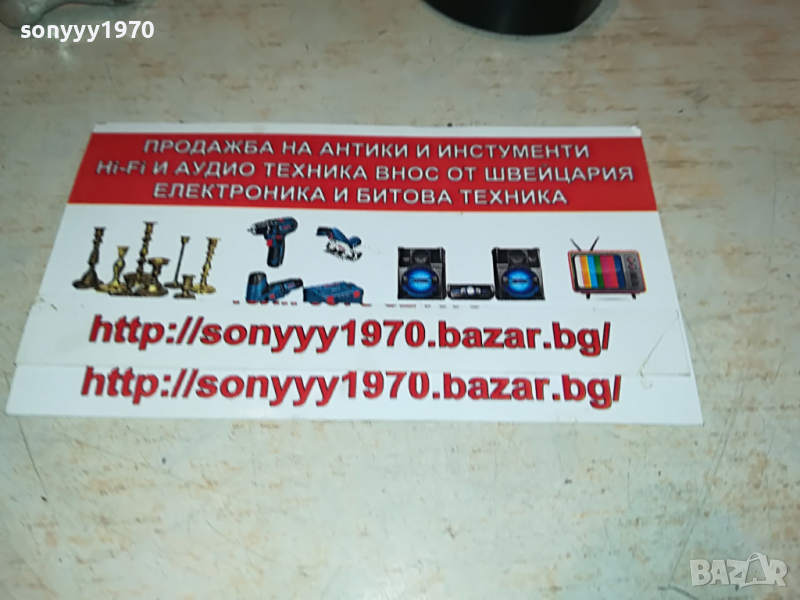 sonyyy1970
ПРОДАЖБА НА АНТИКИ И ИНСТУМЕНТИ
Hi-Fi И АУДИО ТЕХНИКА ВНОС ОТ ШВЕЙЦАРИЯ
ЕЛЕКТРОНИКА И БИТОВА ТЕХНИКА
http://sonyyy1970.bazar.bg/
http://sonyyy1970.bazar.bg/
BAZAR